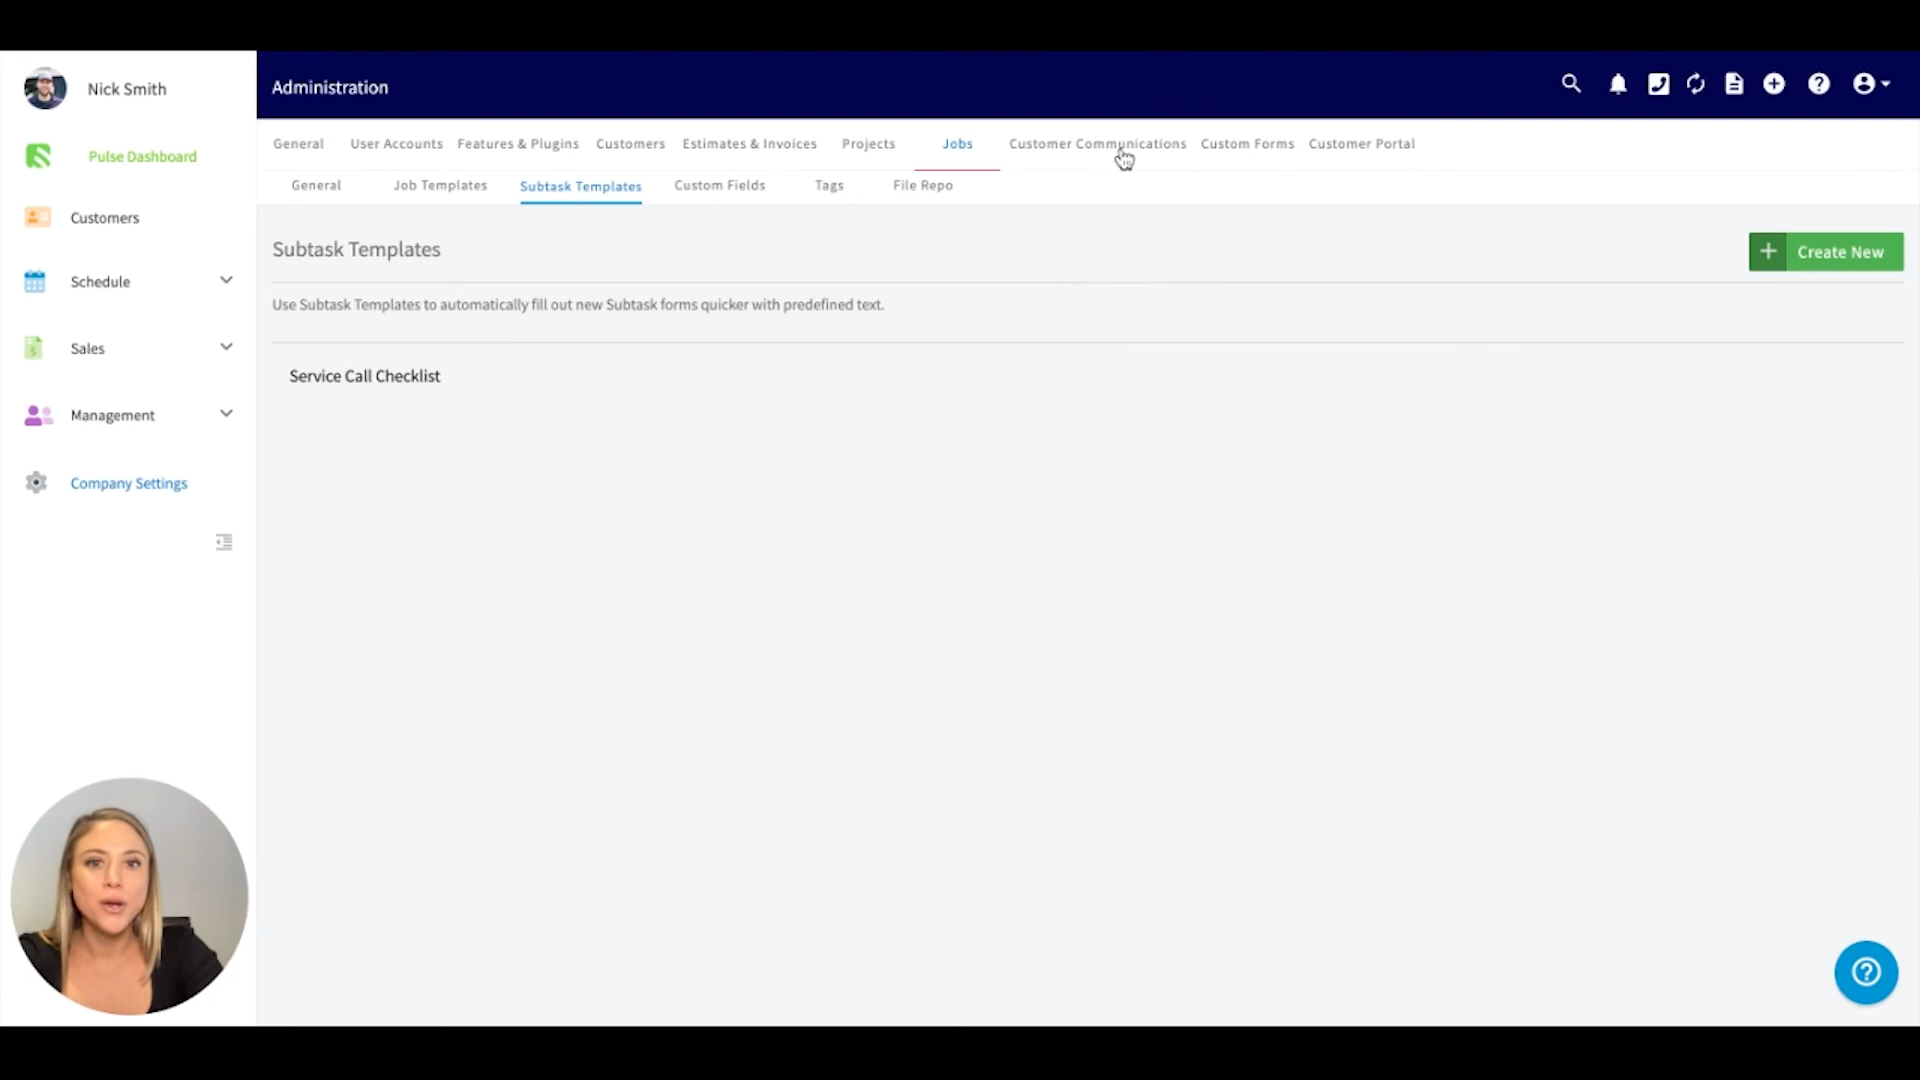 Nick Smith
Administration
Pulse Dashboard
Customers
Schedule
Sales
Management
Company Settings
General User Accounts Features & Plugins Customers Estimates & Invoices Projects Jobs Customer Communications Custom Forms Customer Portal
General Job Templates Subtask Templates Custom Fields Tags File Repo
Subtask Templates
+ Create New
Use Subtask Templates to automatically fill out new Subtask forms quicker with predefined text.
Service Call Checklist